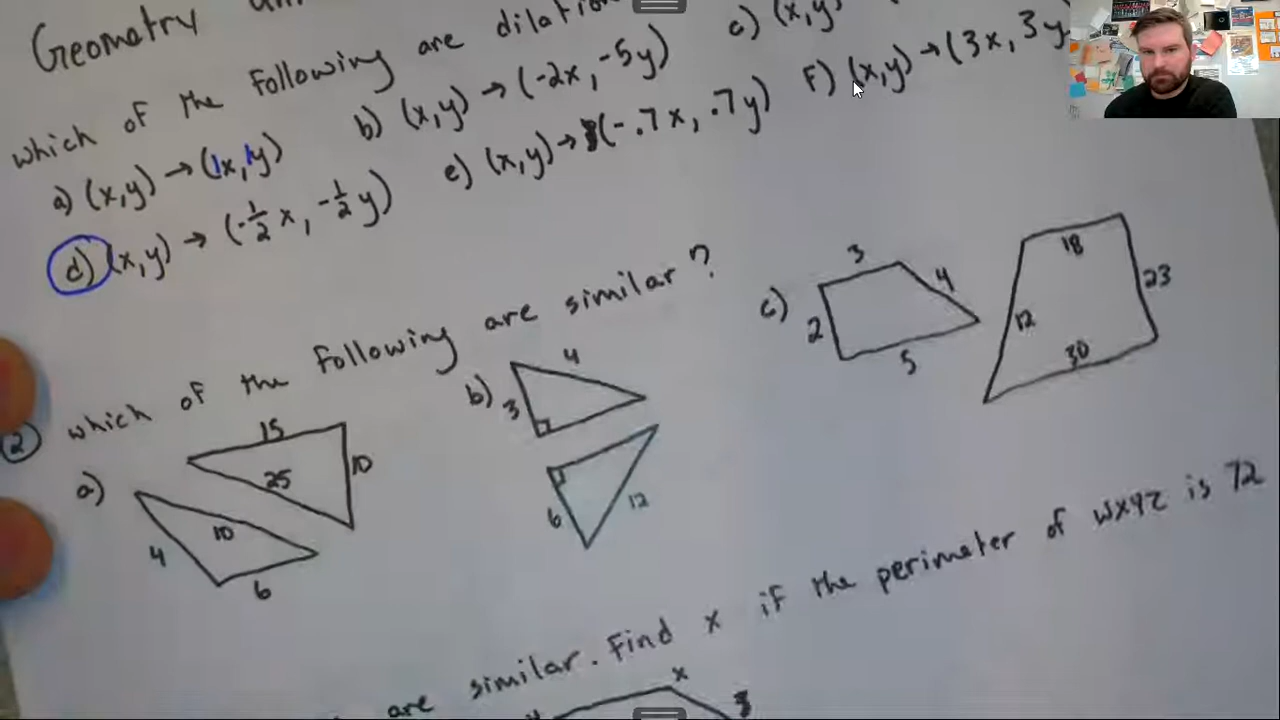 Geometry
which of the following are dilation
a) (x,y) → (1x, 1y)
b) (x,y) → (-2x, -5y)
c) (x,y)
d) (x,y) → (-1/2 x, -1/2 y)
e) (x,y) → (-.7x, .7y)
F) (x,y) → (3x, 3y
2 which of the following are similar?
a)
15
25
10
10
4
6
b)
4
3
6
12
c)
3
4
2
5
18
23
12
30
are similar. Find x if the perimeter of WXYZ is 72
x